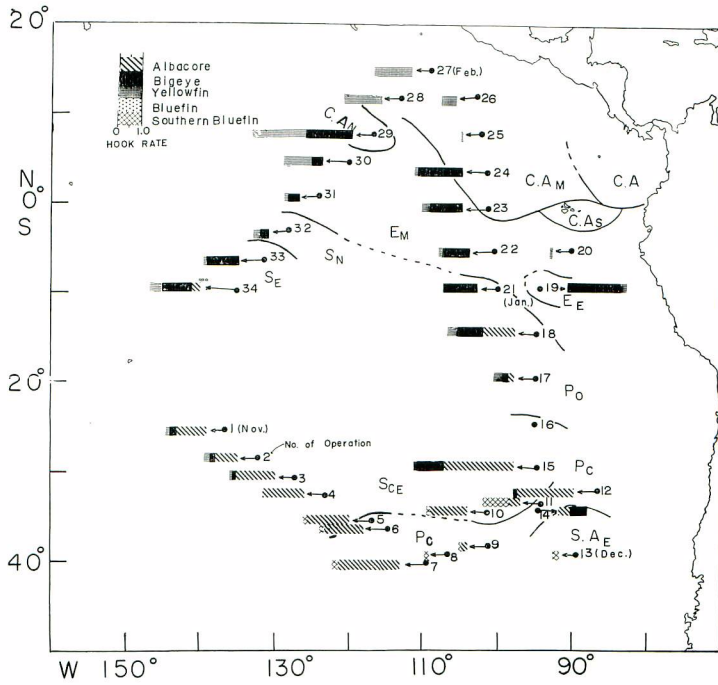 20°
Albacore
Bigeye
Yellowfin
Bluefin
Southern Bluefin
0 1.0
HOOK RATE
27 (Feb.)
28
26
C.AN
29
25
30
24
C.AM
C.A
N
0°
S
31
23
C.As
32
EM
22
20
33
SN
SE
34
21
(Jan.)
19
EE
18
20°
17
PO
16
1 (Nov.)
No. of Operation
2
15
PC
3
12
4
SCE
11
10
14
5
6
PC
S.AE
9
8
13 (Dec.)
7
40°
W 150° 130° 110° 90°